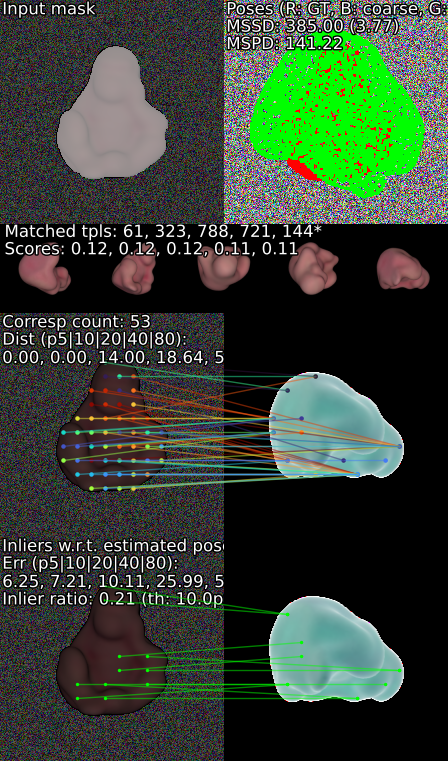 Input mask
Poses (R: GT, B: coarse, G:
MSSD: 385.00 (3.77)
MSPD: 141.22
Matched tpls: 61, 323, 788, 721, 144*
Scores: 0.12, 0.12, 0.12, 0.11, 0.11
Corresp count: 53
Dist (p5|10|20|40|80):
0.00, 0.00, 14.00, 18.64, 5
Inliers w.r.t. estimated pose
Err (p5|10|20|40|80):
6.25, 7.21, 10.11, 25.99, 5
Inlier ratio: 0.21 (th: 10.0p